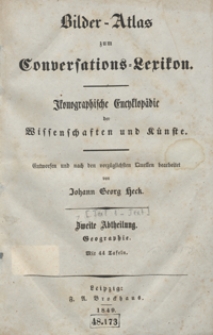 Bilder-Atlas
zum
Conversations-Lexikon.
Ikonographische Encyklopädie
der
Wissenschaften und Künste.
Entworfen und nach den vorzüglichsten Quellen bearbeitet
von
Johann Georg Heck.
Zweite Abtheilung.
Geographie.
Mit 44 Tafeln.
Leipzig:
F. A. Brockhaus.
1849.
48.173